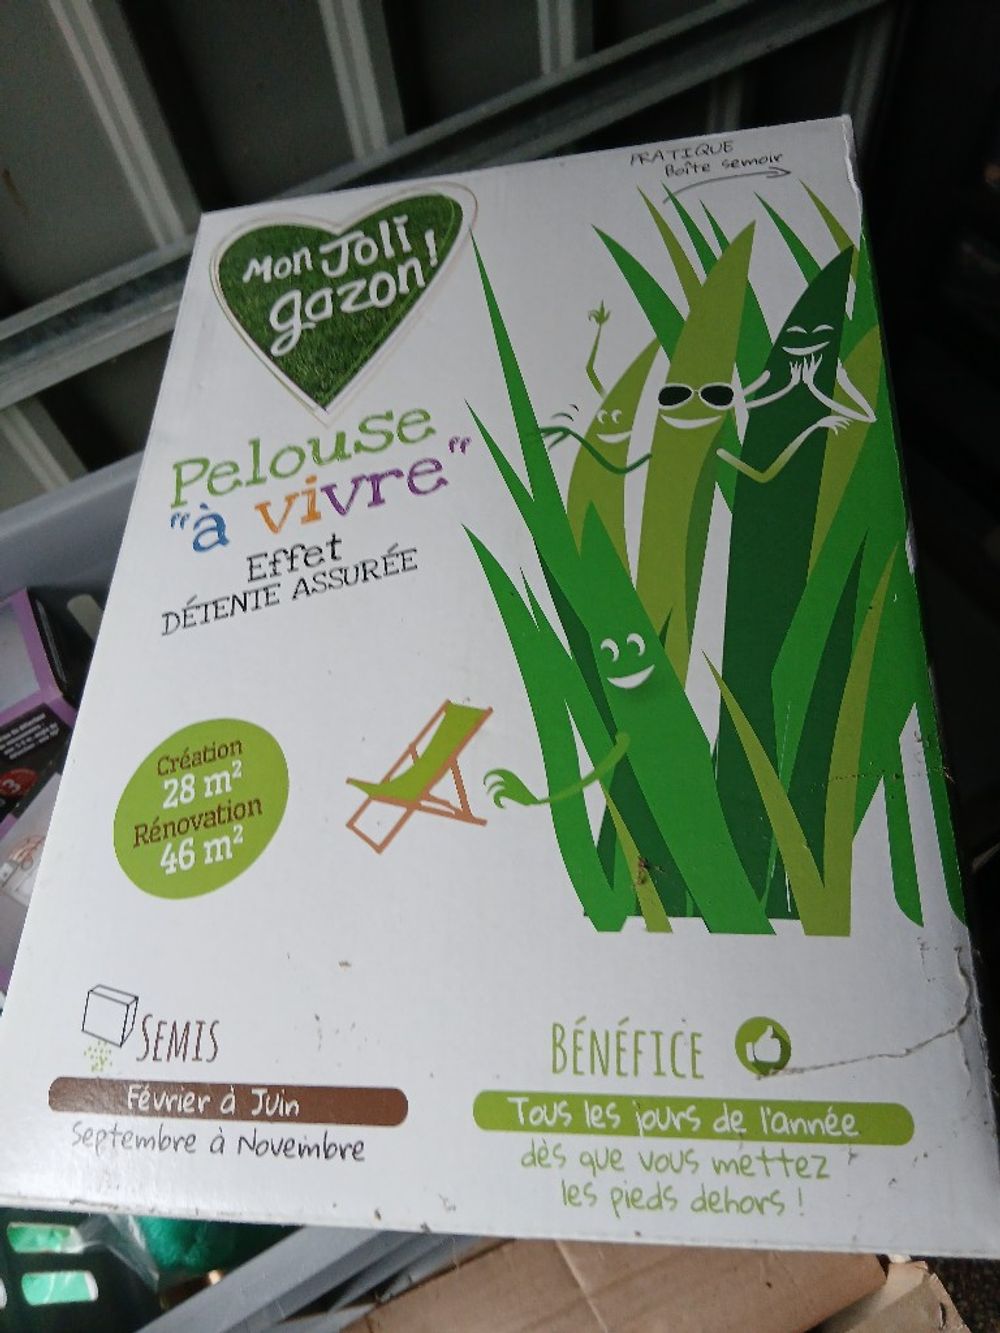 PRATIQUE
Boîte semoir
Mon Joli
gazon!
Pelouse
"à vivre"
Effet
DÉTENTE ASSURÉE
Création
28 m²
Rénovation
46 m²
SEMIS
Février à Juin
Septembre à Novembre
BÉNÉFICE
Tous les jours de l'année
dès que vous mettez
les pieds dehors !